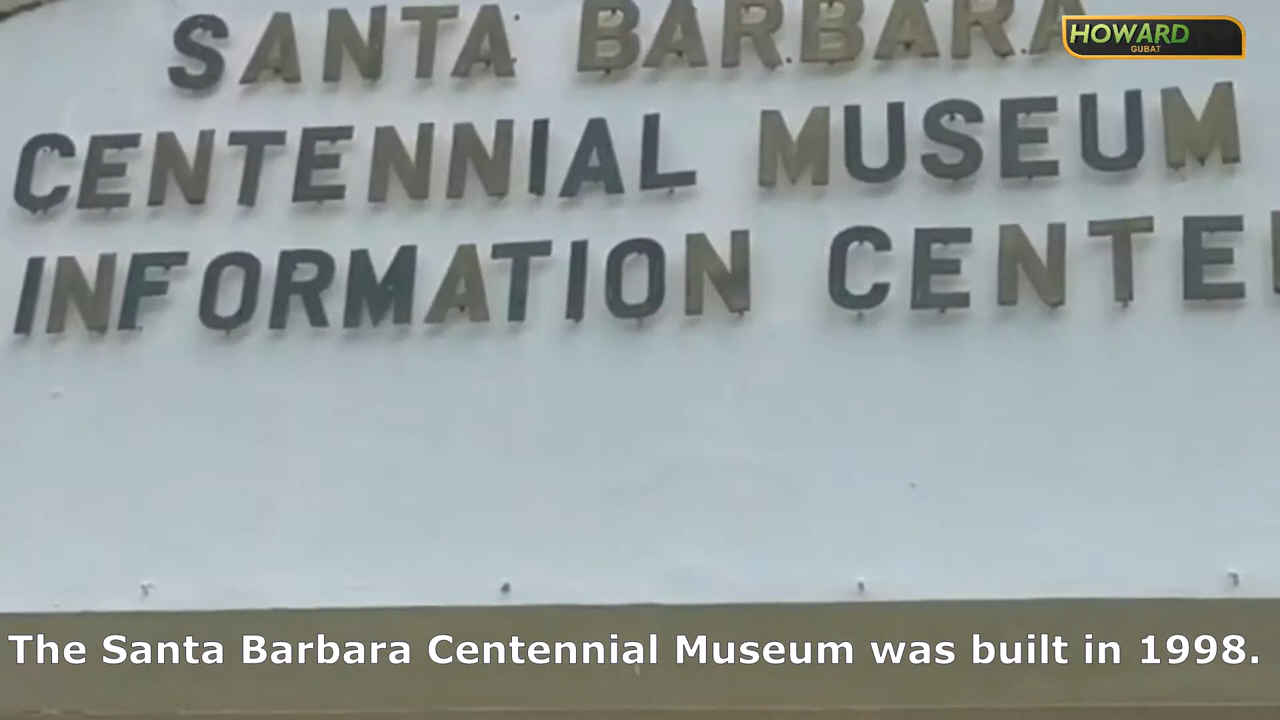 SANTA BARBARA
HOWARD
GUBAT
CENTENNIAL MUSEUM
INFORMATION CENTE
The Santa Barbara Centennial Museum was built in 1998.